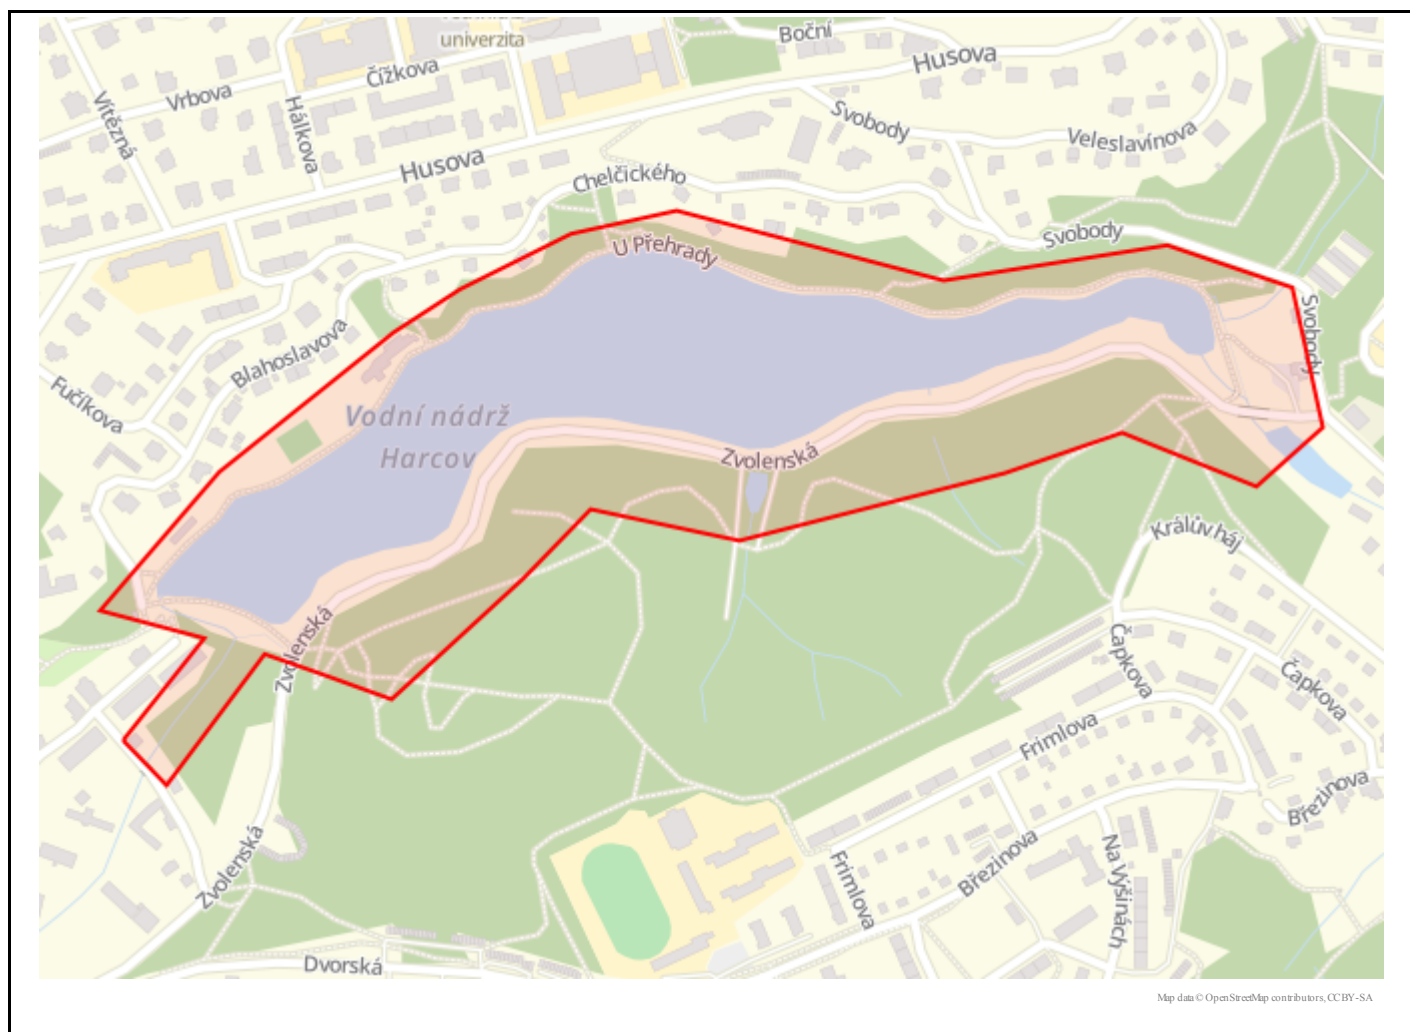 univerzita
Boční
Husova
Čížkova
Vrbova
Vítězná
Hálkova
Svobody
Veleslavínova
Husova
Chelčického
Svobody
U Přehrady
Svobody
Blahoslavova
Fučíkova
Vodní nádrž
Harcov
Zvolenská
Králův háj
Zvolenská
Čapkova
Čapkova
Frimlova
Březinova
Zvolenská
Frimlova
Březinova
Na Výšinách
Dvorská
Map data © OpenStreetMap contributors, CC BY-SA